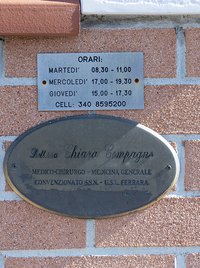 ORARI:
MARTEDI' 08,30 - 11,00
MERCOLEDI' 17,00 - 19,30
GIOVEDI' 15,00 - 17,30
CELL: 340 8595200
Dott.ssa Chiara Compagno
MEDICO-CHIRURGO - MEDICINA GENERALE
CONVENZIONATO S.S.N. - U.S.L. FERRARA